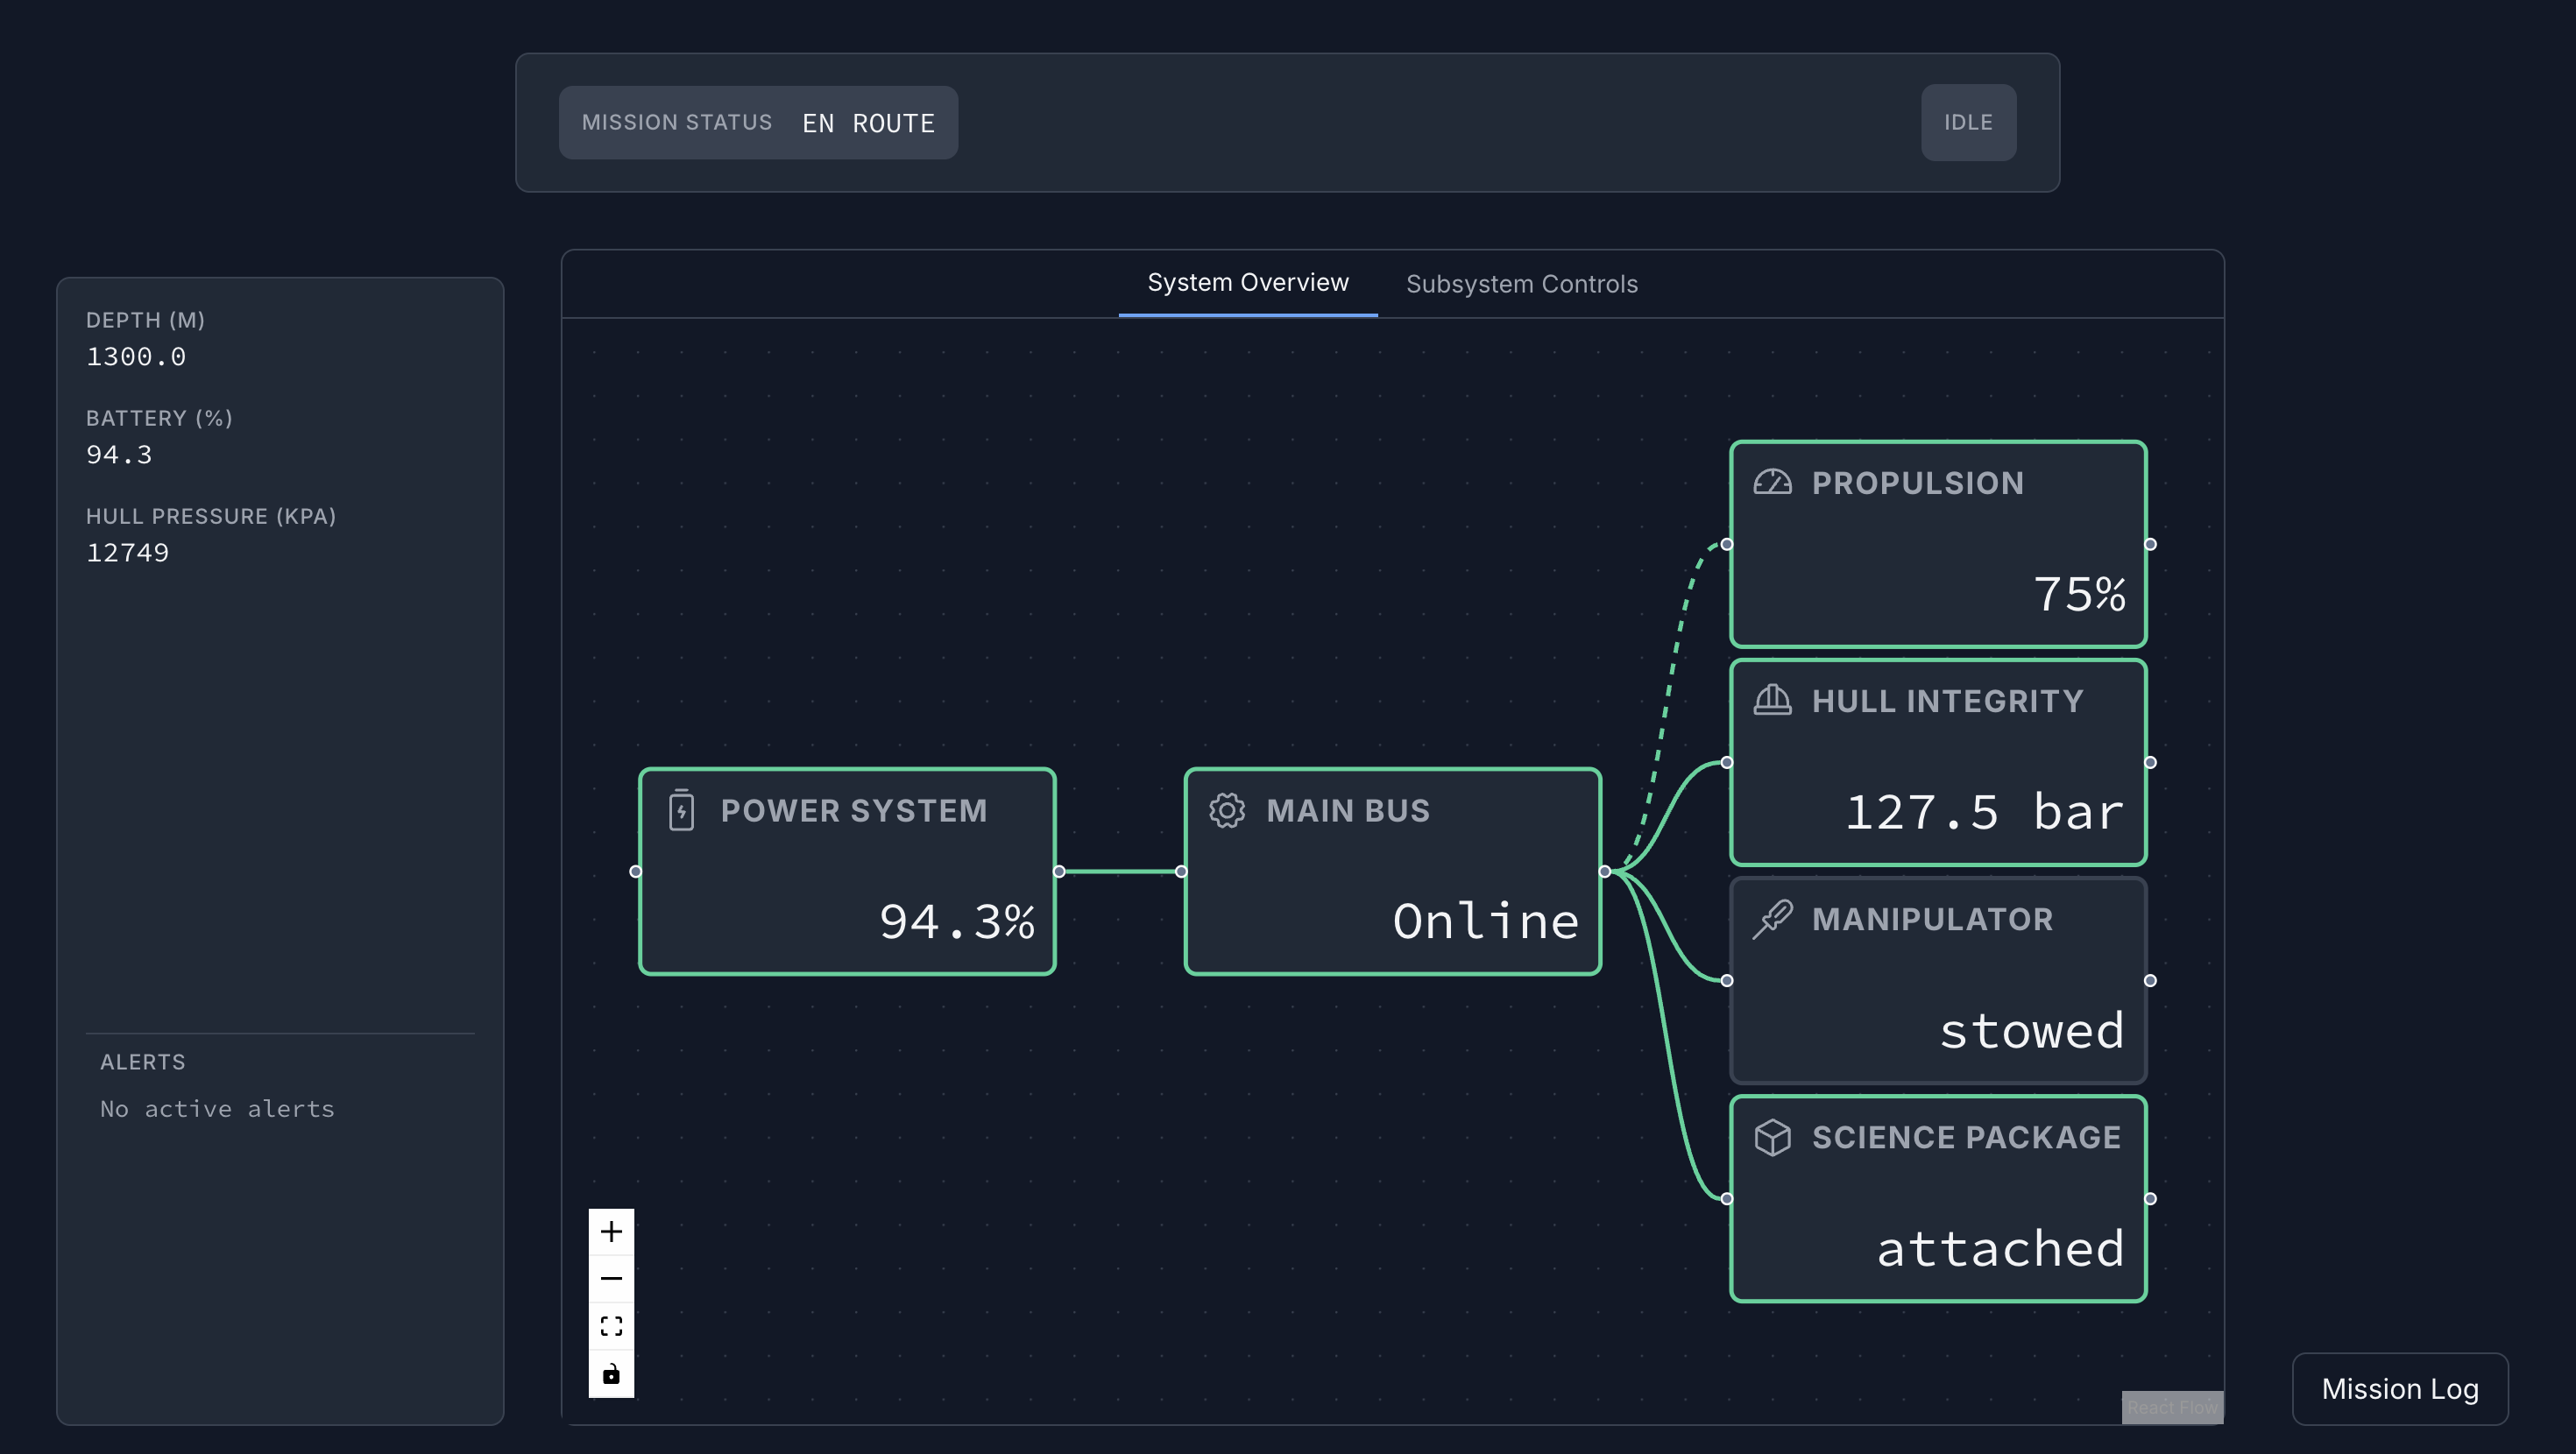 MISSION STATUS EN ROUTE
IDLE
System Overview
Subsystem Controls
DEPTH (M)
1300.0
BATTERY (%)
94.3
HULL PRESSURE (KPA)
12749
ALERTS
No active alerts
POWER SYSTEM
94.3%
MAIN BUS
Online
PROPULSION
75%
HULL INTEGRITY
127.5 bar
MANIPULATOR
stowed
SCIENCE PACKAGE
attached
React Flow
Mission Log